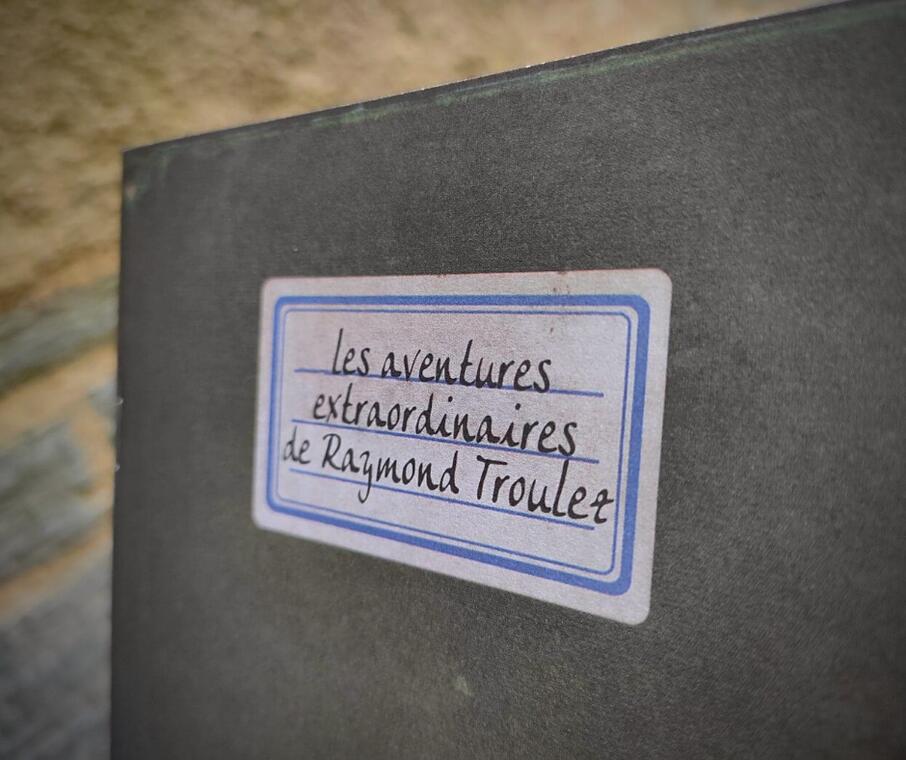 les aventures
extraordinaires
de Raymond Troulet